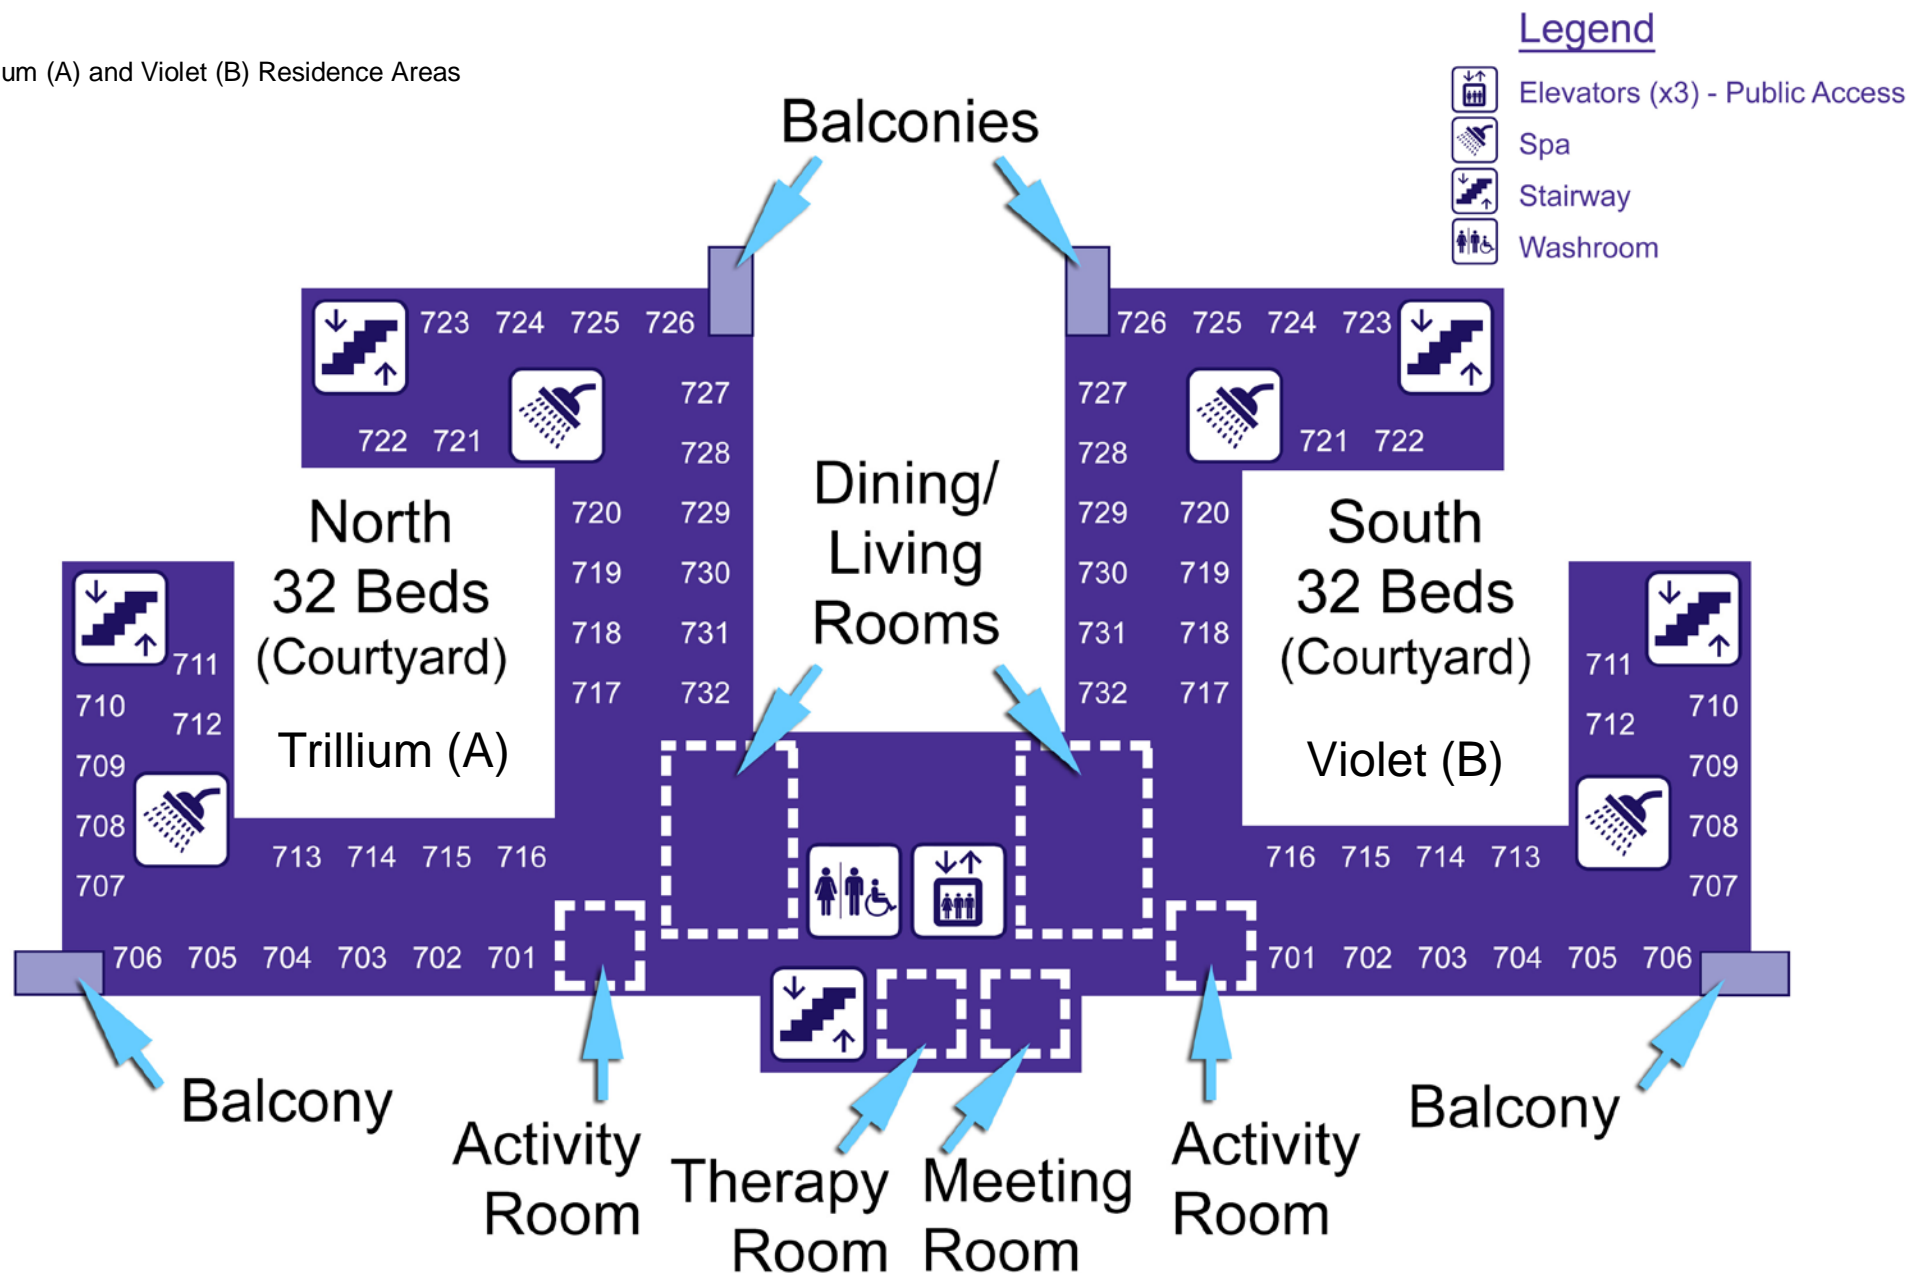 um (A) and Violet (B) Residence Areas
Legend
Elevators (x3) - Public Access
Spa
Stairway
Washroom
Balconies
723 724 725 726
726 725 724 723
727
727
722 721
728
728
721 722
North
32 Beds
(Courtyard)
Trillium (A)
Dining/
Living
Rooms
South
32 Beds
(Courtyard)
Violet (B)
720 729
729 720
719 730
730 719
718 731
731 718
717 732
732 717
711
710
712
709
708
707
711
710
712
709
708
707
713 714 715 716
716 715 714 713
706 705 704 703 702 701
701 702 703 704 705 706
Balcony
Activity
Room
Therapy
Room
Meeting
Room
Activity
Room
Balcony